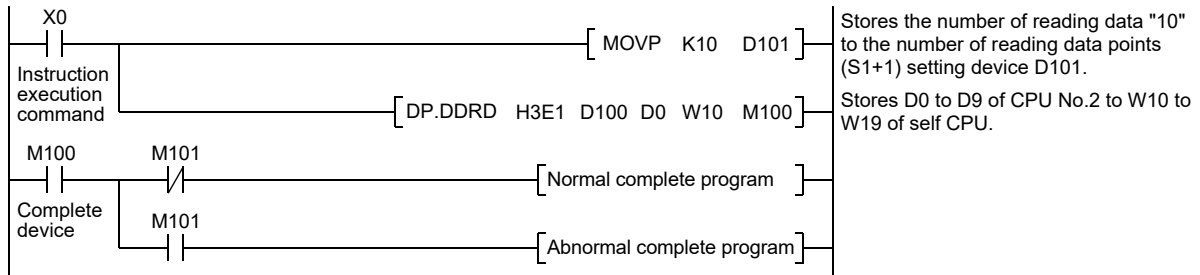 X0
MOVP K10 D101
Stores the number of reading data "10"
to the number of reading data points
(S1+1) setting device D101.
Instruction
execution
command
DP.DDRD H3E1 D100 D0 W10 M100
Stores D0 to D9 of CPU No.2 to W10 to
W19 of self CPU.
M100 M101
Normal complete program
Complete
device
M101
Abnormal complete program